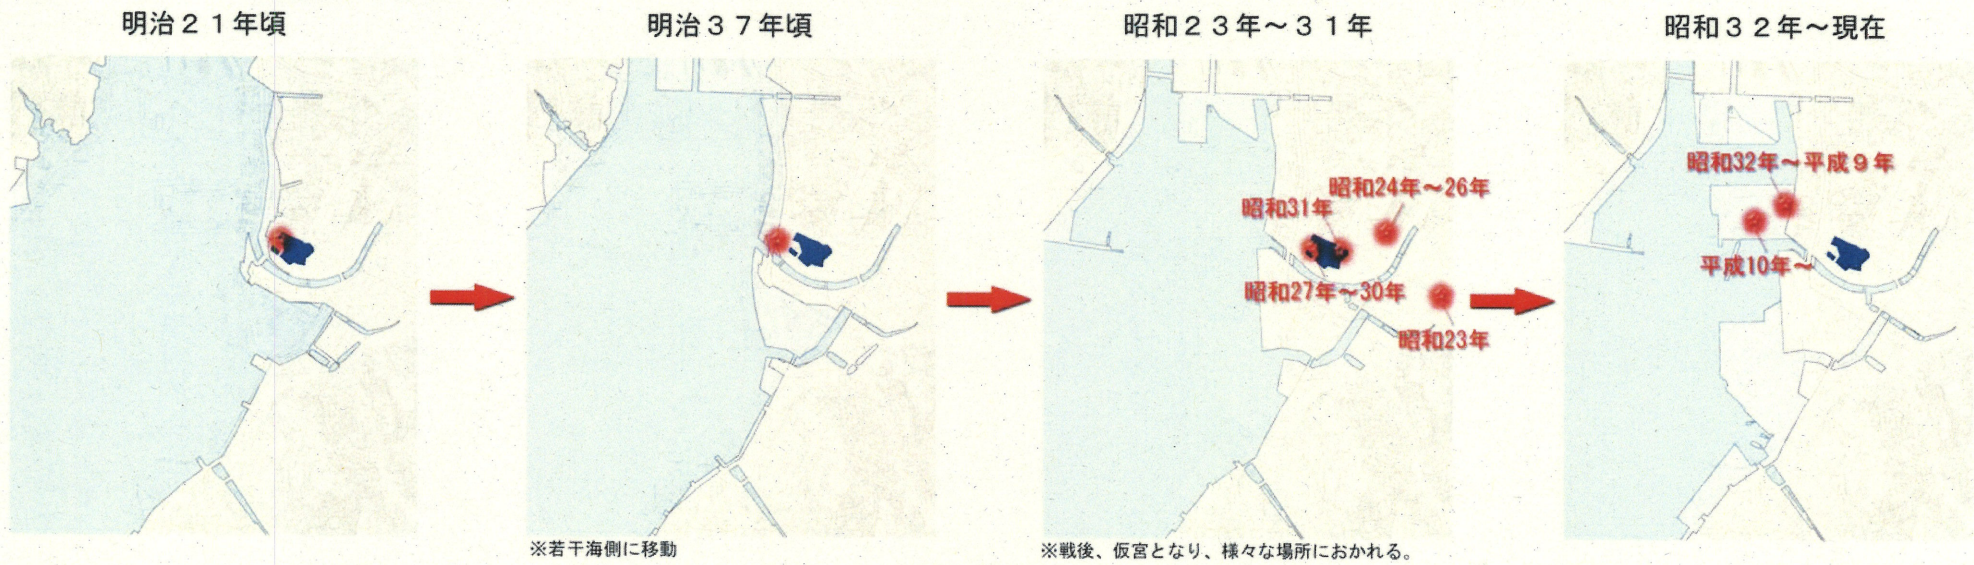 明治２１年頃
明治３７年頃
昭和２３年～３１年
昭和３２年～現在
昭和24年～26年
昭和31年
昭和27年～30年
昭和23年
昭和32年～平成９年
平成10年～
※若干海側に移動
※戦後、仮宮となり、様々な場所におかれる。